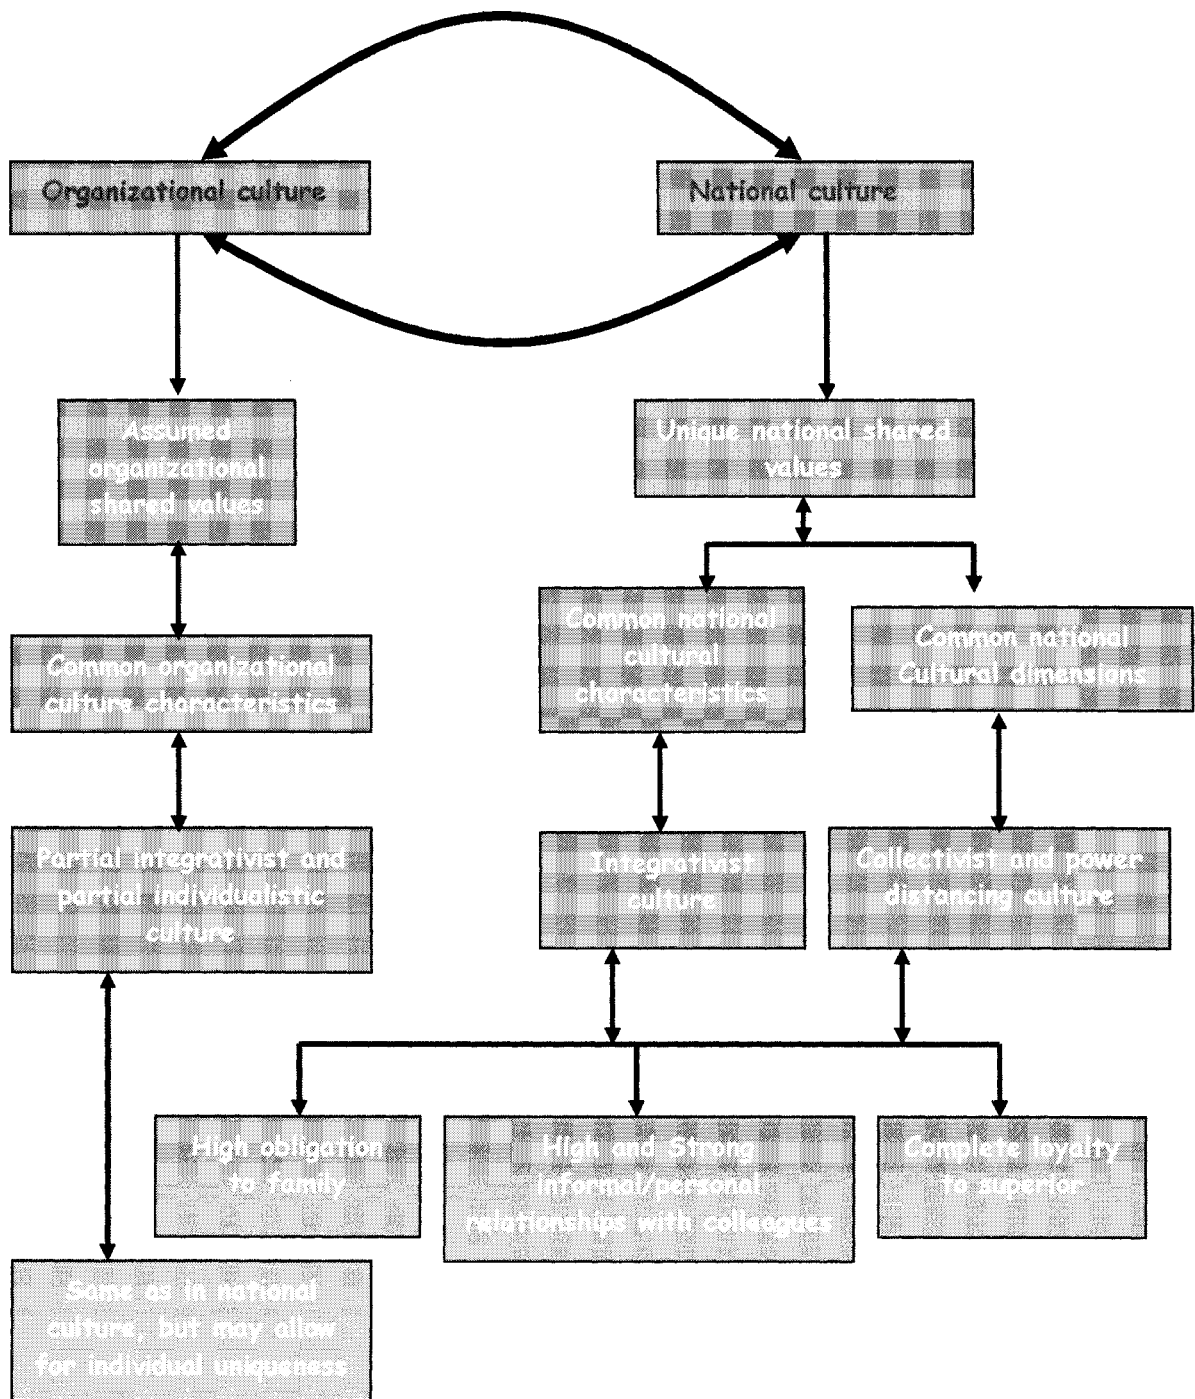 Organizational culture
National culture
Assumed
organizational
shared values
Unique national shared
values
Common national
cultural
characteristics
Common national
Cultural dimensions
Common organizational
culture characteristics
Partial integrativist and
partial individualistic
culture
Integrativist
culture
Collectivist and power
distancing culture
High obligation
to family
High and Strong
informal/personal
relationships with colleagues
Complete loyalty
to superior
Same as in national
culture, but may allow
for individual uniqueness